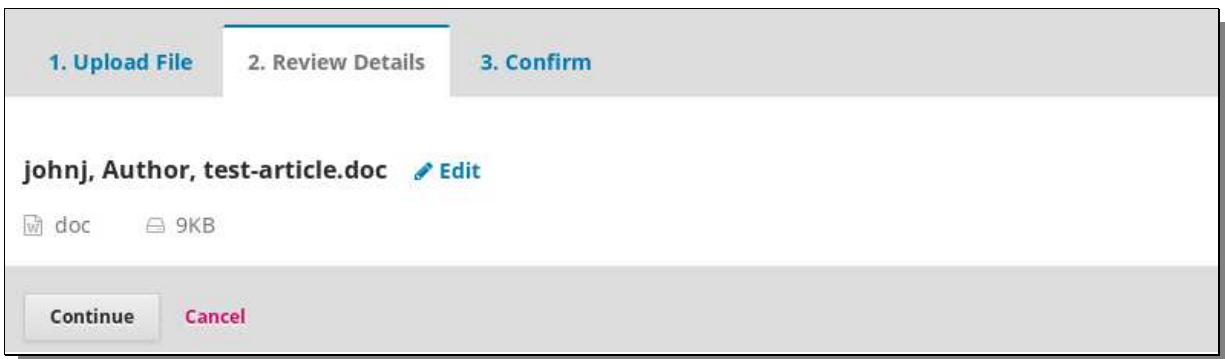 1. Upload File 2. Review Details 3. Confirm
johnj, Author, test-article.doc Edit
doc 9KB
Continue Cancel